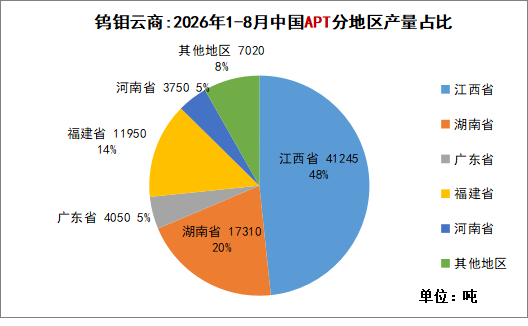 钨钼云商:2026年1-8月中国APT分地区产量占比
其他地区 7020
8%
河南省 3750 5%
福建省 11950
14%
广东省 4050 5%
湖南省 17310
20%
江西省 41245
48%
江西省
湖南省
广东省
福建省
河南省
其他地区
单位：吨